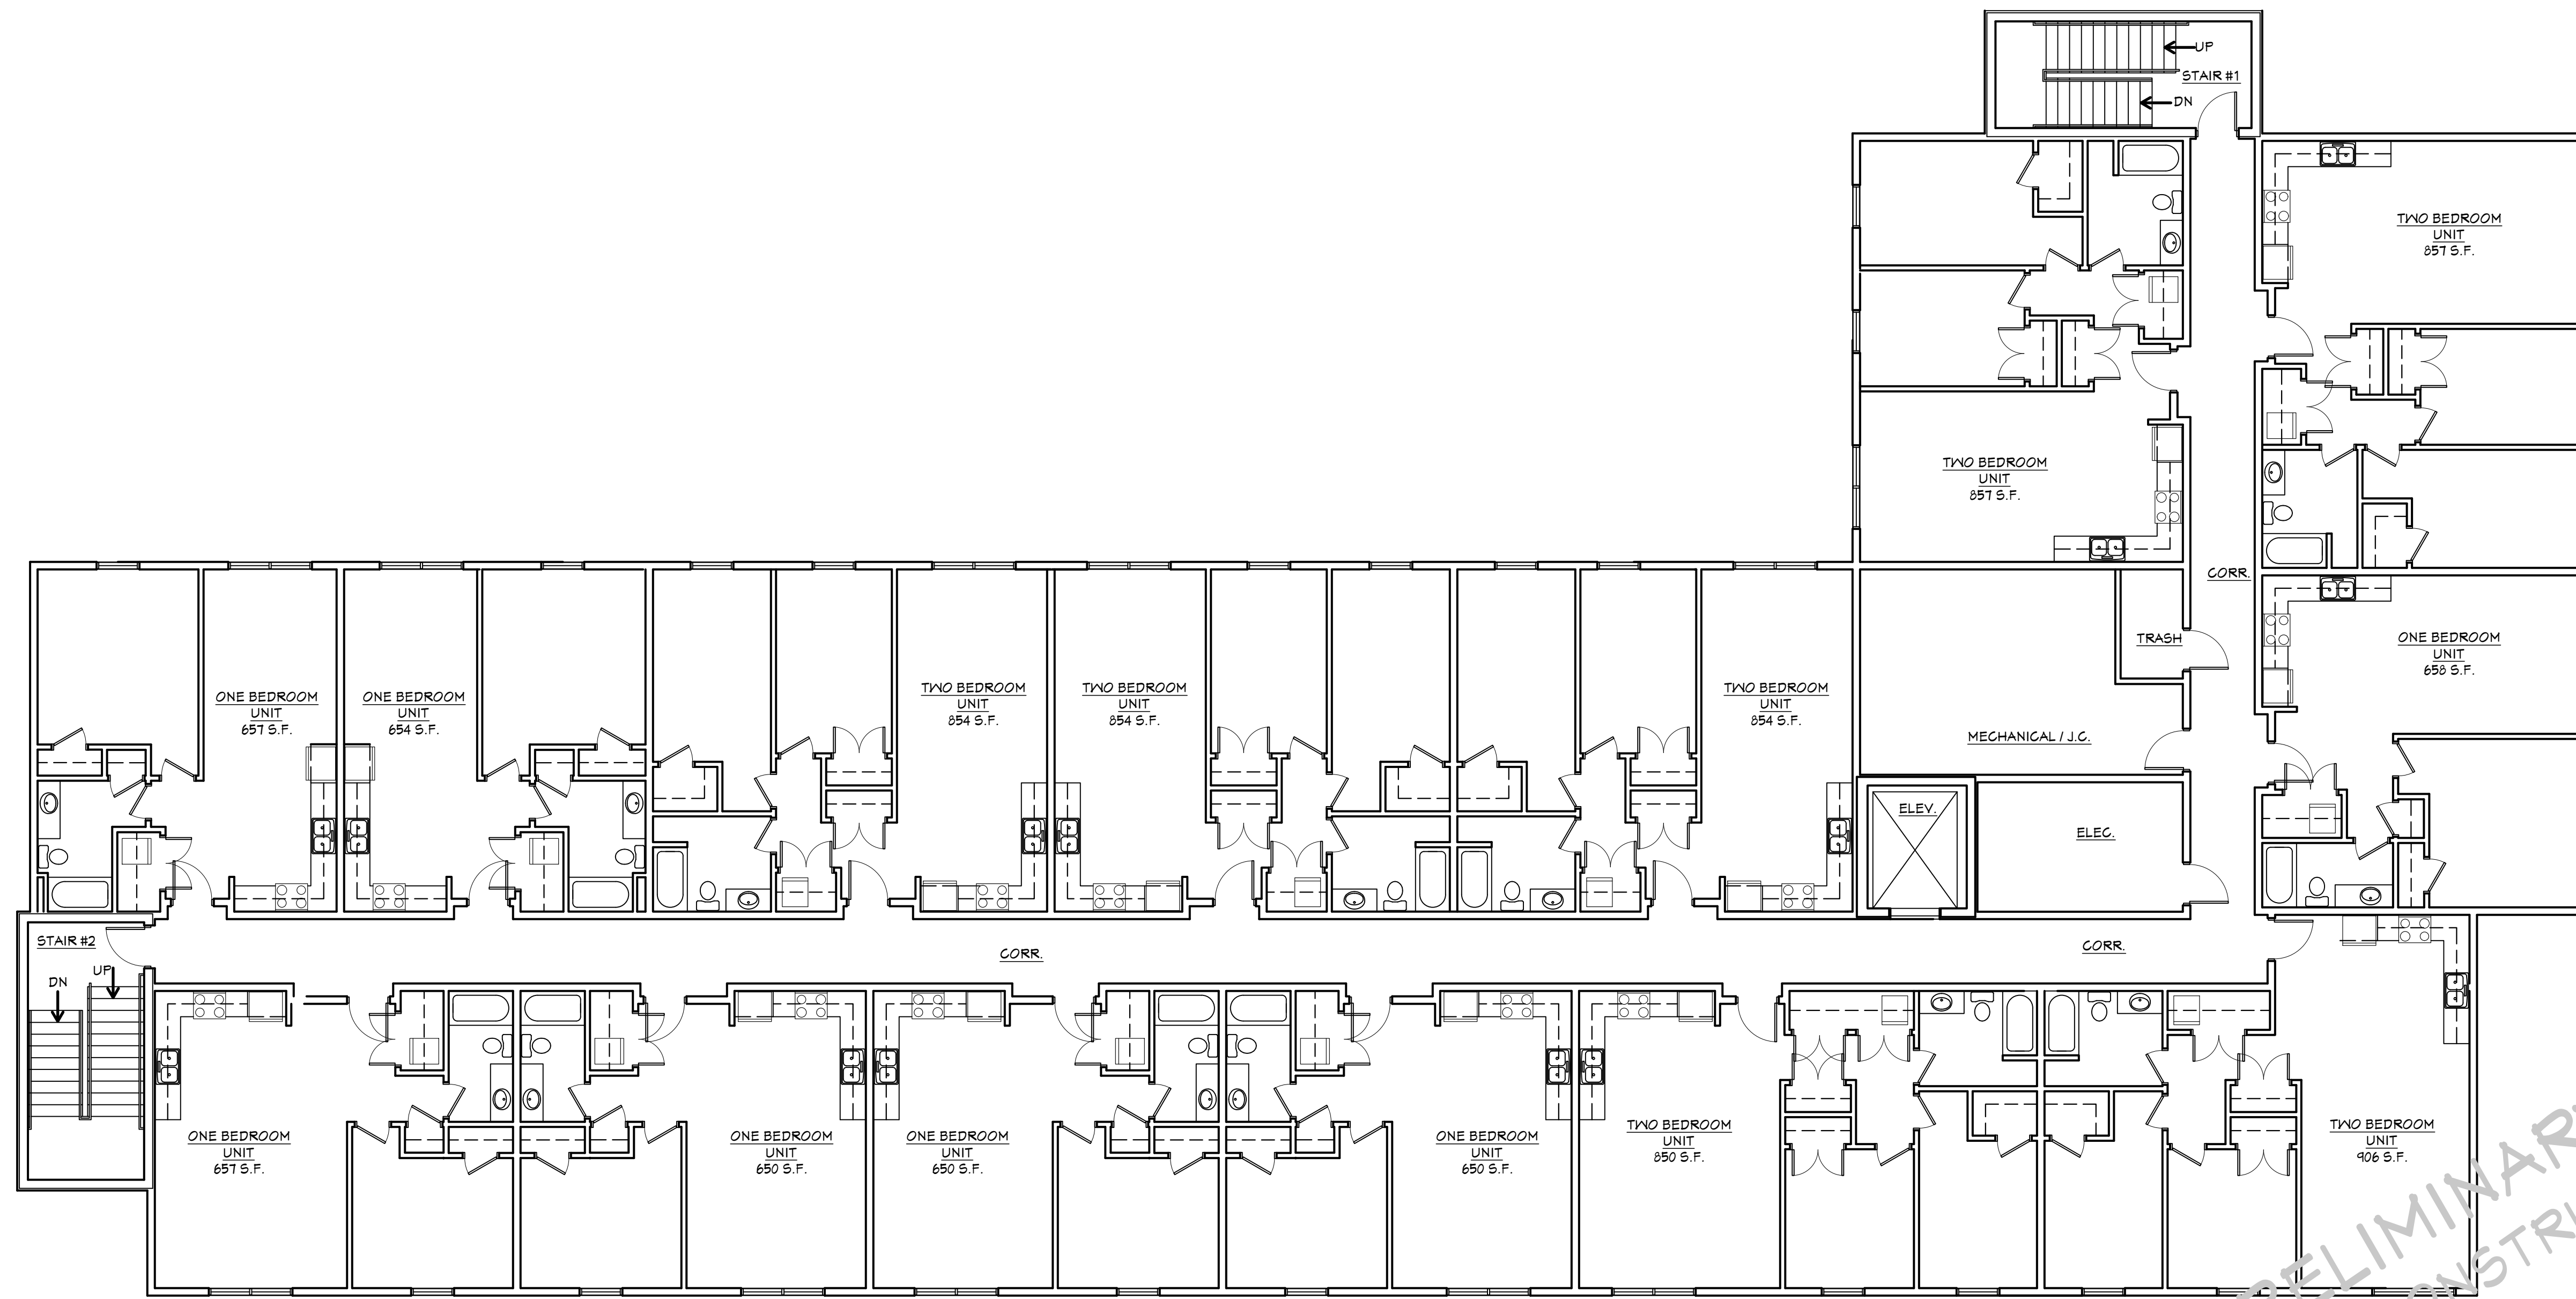 UP
STAIR #1
DN
TWO BEDROOM
UNIT
857 S.F.
TWO BEDROOM
UNIT
857 S.F.
CORR.
TRASH
ONE BEDROOM
UNIT
658 S.F.
ONE BEDROOM
UNIT
657 S.F.
ONE BEDROOM
UNIT
654 S.F.
TWO BEDROOM
UNIT
854 S.F.
TWO BEDROOM
UNIT
854 S.F.
TWO BEDROOM
UNIT
854 S.F.
MECHANICAL / J.C.
ELEV.
ELEC.
STAIR #2
CORR.
CORR.
UP
DN
ONE BEDROOM
UNIT
657 S.F.
ONE BEDROOM
UNIT
650 S.F.
ONE BEDROOM
UNIT
650 S.F.
ONE BEDROOM
UNIT
650 S.F.
TWO BEDROOM
UNIT
850 S.F.
TWO BEDROOM
UNIT
906 S.F.